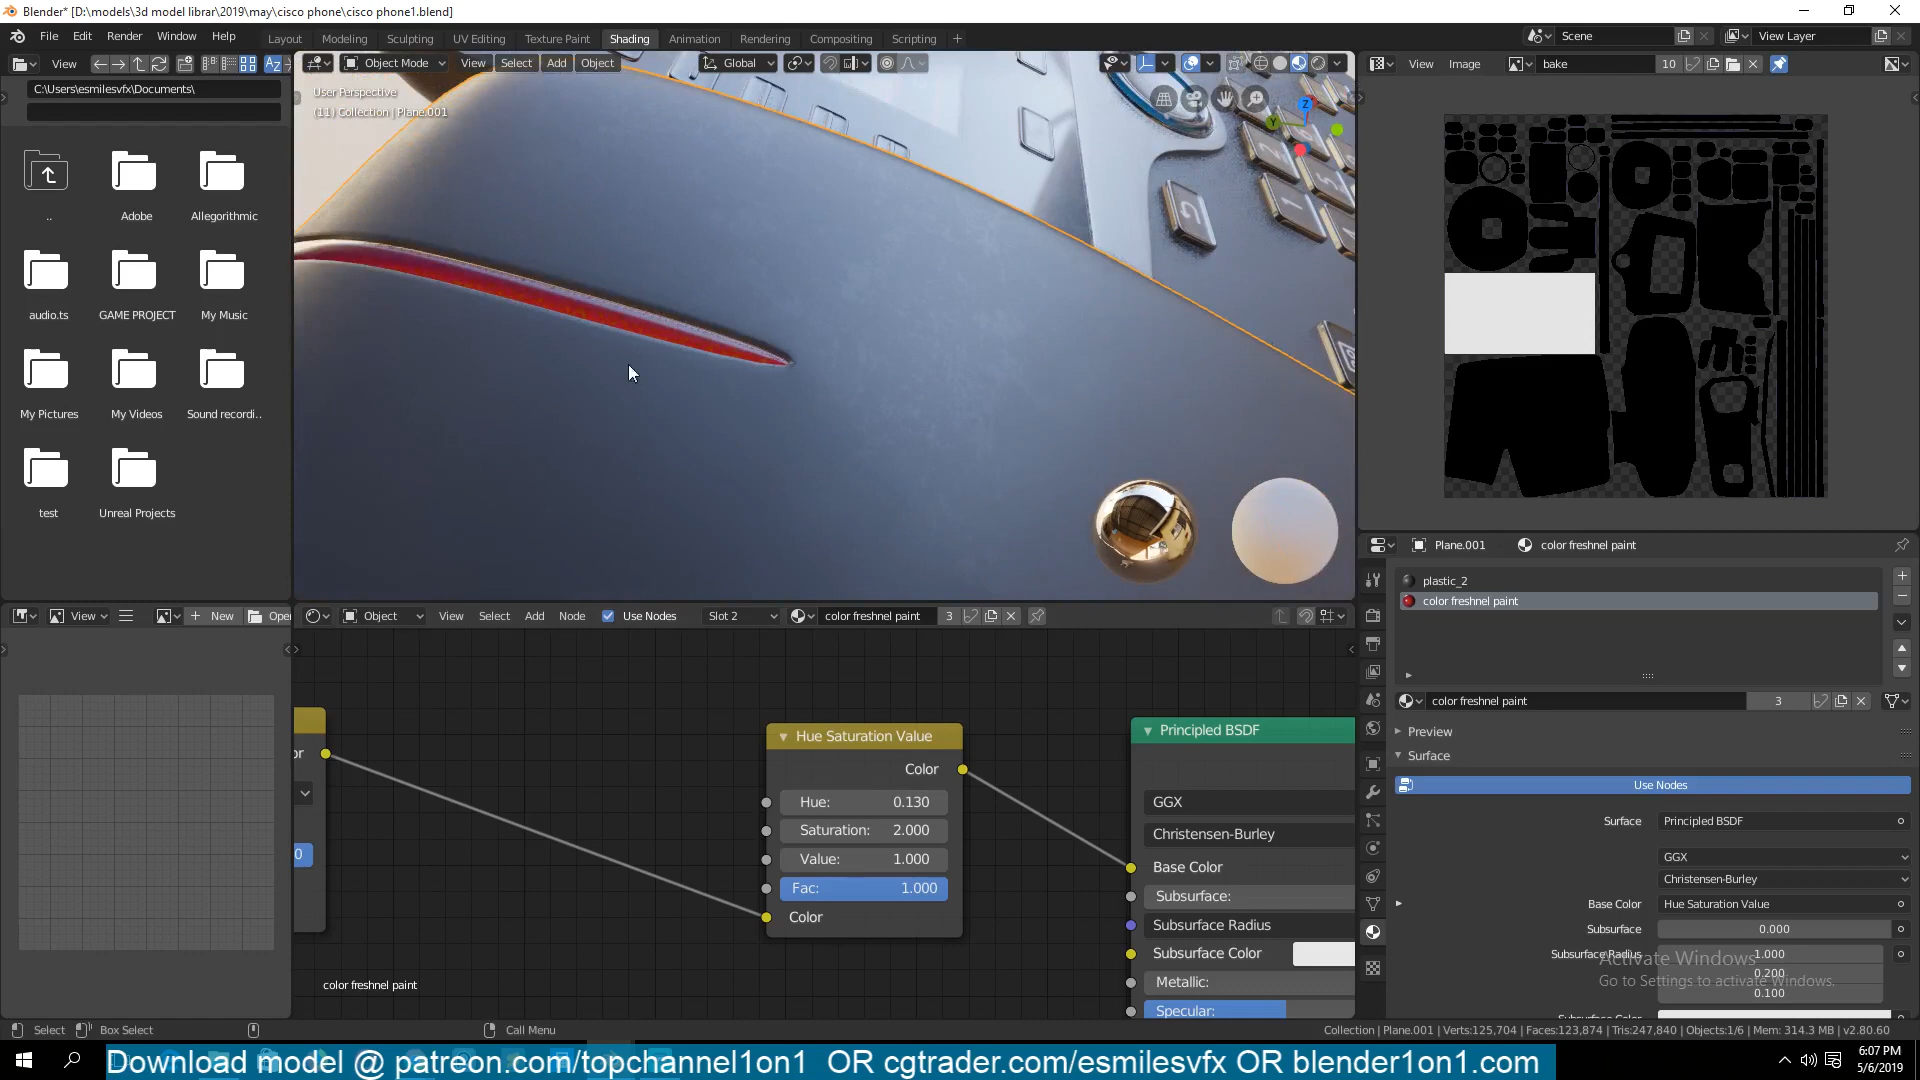 Blender* [D:\models\3d model librar\2019\may\cisco phone\cisco phone1.blend]
File Edit Render Window Help Layout Modeling Sculpting UV Editing Texture Paint Shading Animation Rendering Compositing Scripting + Scene View Layer
View Az Object Mode View Select Add Object Global View Image bake 10
C:\Users\esmilesvfx\Documents\
User Perspective
(11) Collection | Plane.001
Z
Y
2
.. Adobe Allegorithmic
audio.ts GAME PROJECT My Music
My Pictures My Videos Sound recordi..
test Unreal Projects
Plane.001 color freshnel paint
plastic_2
color freshnel paint
View + New Open Object View Select Add Node Use Nodes Slot 2 color freshnel paint 3
color freshnel paint 3
Preview
Surface
Use Nodes
Surface Principled BSDF
GGX
Christensen-Burley
Base Color Hue Saturation Value
Subsurface 0.000
Subsurface Radius 1.000
0.200
0.100
Activate Windows
Go to Settings to activate Windows.
or
0
Hue Saturation Value
Color
Hue: 0.130
Saturation: 2.000
Value: 1.000
Fac: 1.000
Color
Principled BSDF
GGX
Christensen-Burley
Base Color
Subsurface:
Subsurface Radius
Subsurface Color
Metallic:
Specular:
color freshnel paint
Select Box Select Call Menu Collection | Plane.001 | Verts:125,704 | Faces:123,874 | Tris:247,840 | Objects:1/6 | Mem: 314.3 MB | v2.80.60
Download model @ patreon.com/topchannel1on1 OR cgtrader.com/esmilesvfx OR blender1on1.com
6:07 PM
5/6/2019